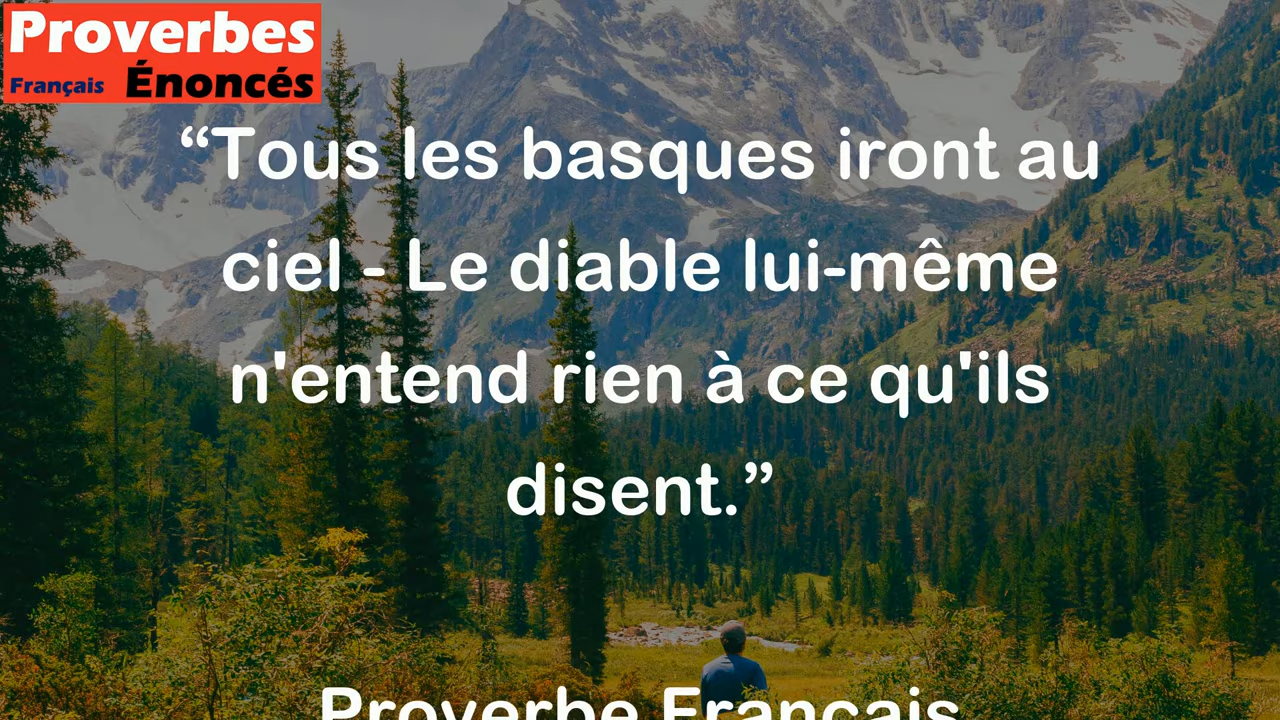 Proverbes
Français Énoncés
“Tous les basques iront au
ciel - Le diable lui-même
n'entend rien à ce qu'ils
disent.”
Proverbe Français